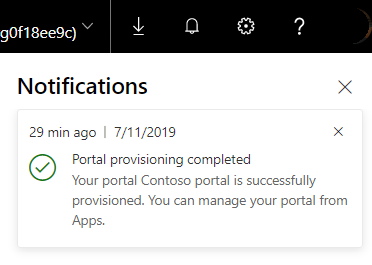 g0f18ee9c)
Notifications
29 min ago | 7/11/2019
Portal provisioning completed
Your portal Contoso portal is successfully
provisioned. You can manage your portal from
Apps.